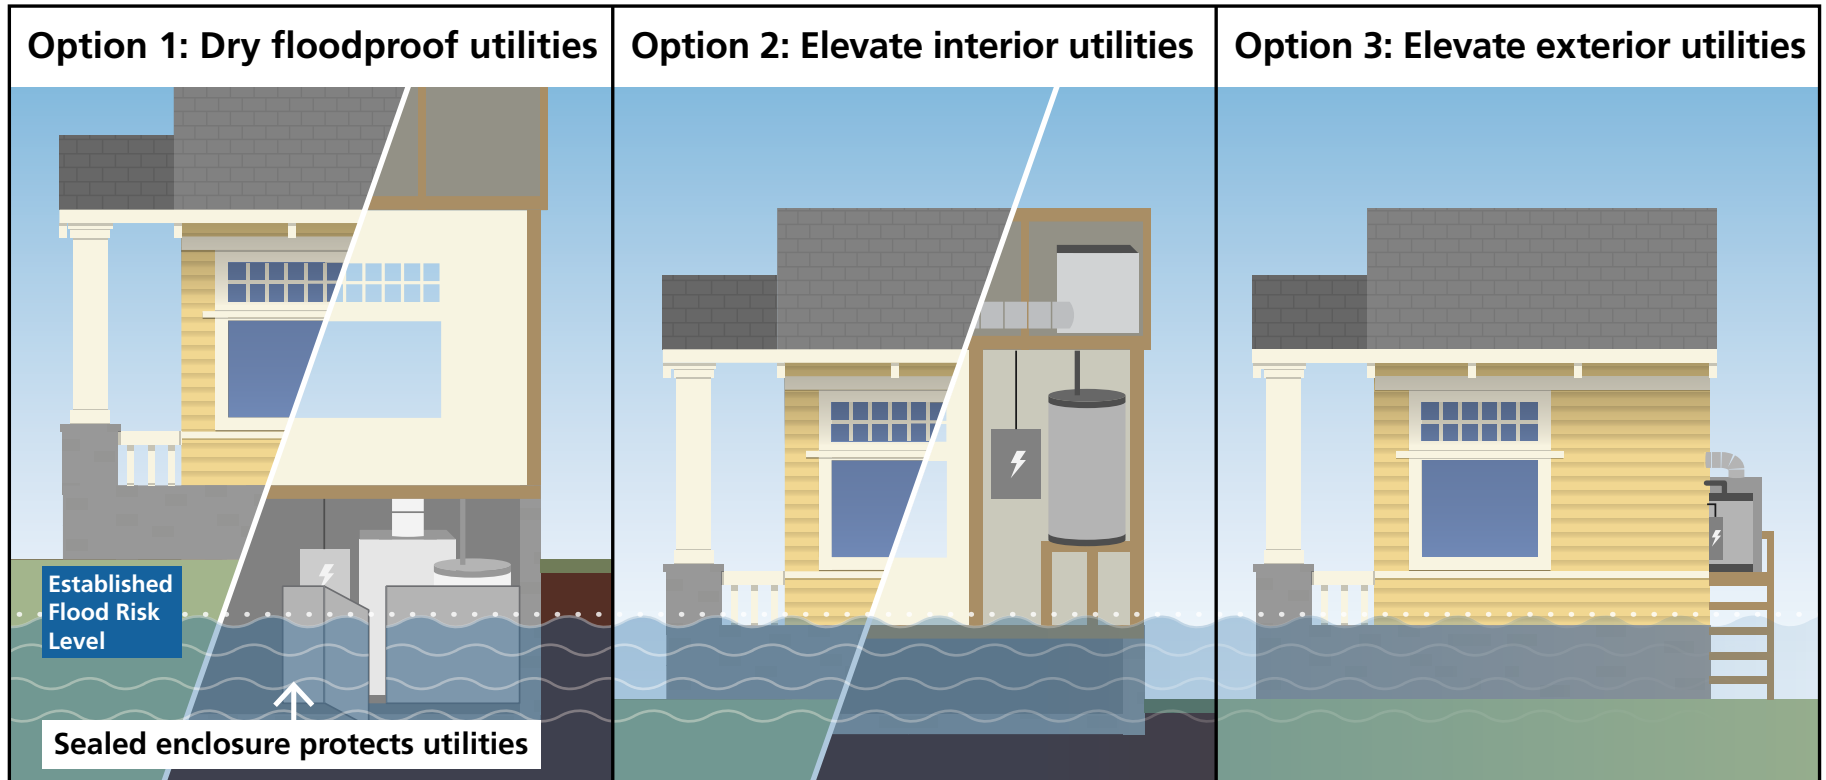 Option 1: Dry floodproof utilities
Option 2: Elevate interior utilities
Option 3: Elevate exterior utilities
Established
Flood Risk
Level
Sealed enclosure protects utilities